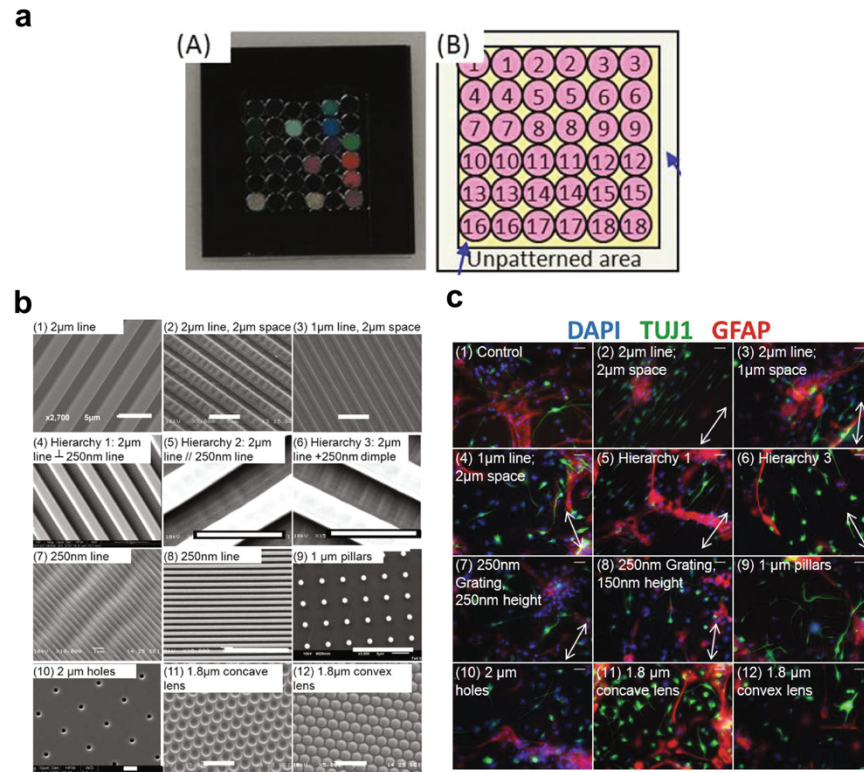 a
(A)
(B)
1 1 2 2 3 3
4 4 5 5 6 6
7 7 8 8 9 9
10 10 11 11 12 12
13 13 14 14 15 15
16 16 17 17 18 18
Unpatterned area
b
(1) 2µm line
(2) 2µm line, 2µm space
(3) 1µm line, 2µm space
x2,700 5µm
(4) Hierarchy 1: 2µm
line ⊥ 250nm line
(5) Hierarchy 2: 2µm
line // 250nm line
(6) Hierarchy 3: 2µm
line +250nm dimple
(7) 250nm line
(8) 250nm line
(9) 1 µm pillars
(10) 2 µm holes
(11) 1.8µm concave
lens
(12) 1.8µm convex
lens
c
DAPI TUJ1 GFAP
(1) Control
(2) 2µm line;
2µm space
(3) 2µm line;
1µm space
(4) 1µm line;
2µm space
(5) Hierarchy 1
(6) Hierarchy 3
(7) 250nm
Grating,
250nm height
(8) 250nm Grating,
150nm height
(9) 1 µm pillars
(10) 2 µm
holes
(11) 1.8 µm
concave lens
(12) 1.8 µm
convex lens